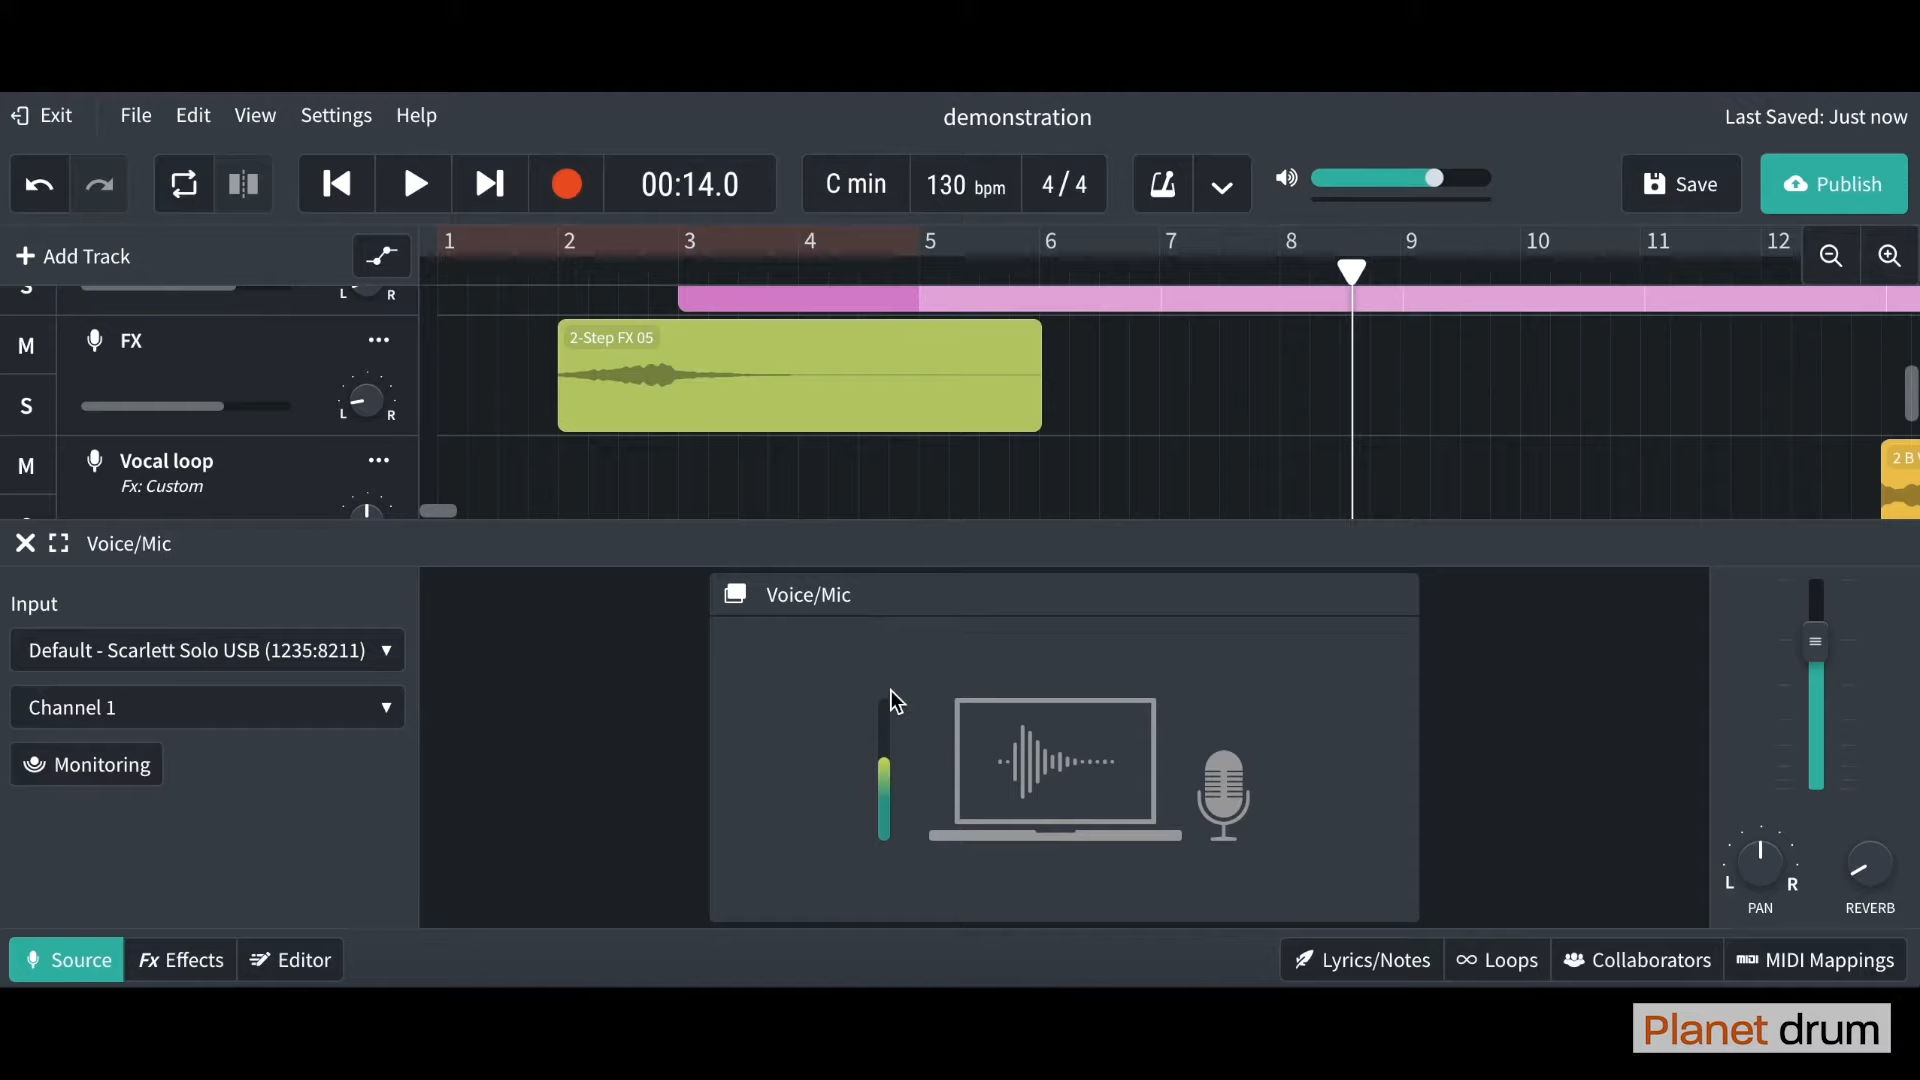 Exit File Edit View Settings Help demonstration Last Saved: Just now
00:14.0 C min 130 bpm 4 / 4 Save Publish
Add Track 1 2 3 4 5 6 7 8 9 10 11 12
S L R
M FX 2-Step FX 05
S L R
M Vocal loop 2 B
Fx: Custom
Voice/Mic
Input Voice/Mic
Default - Scarlett Solo USB (1235:8211)
Channel 1
Monitoring
L R
PAN REVERB
Source Fx Effects Editor Lyrics/Notes Loops Collaborators MIDI MIDI Mappings
Planet drum